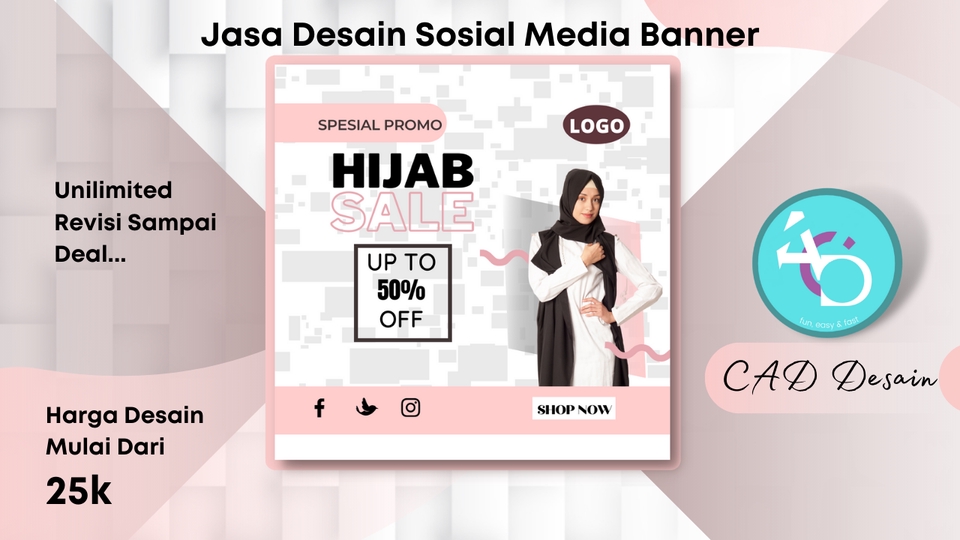 Jasa Desain Sosial Media Banner
SPESIAL PROMO
LOGO
HIJAB
SALE
UP TO
50%
OFF
SHOP NOW
Unilimited
Revisi Sampai
Deal...
Harga Desain
Mulai Dari
25k
fun, easy & fast
CAD Desain